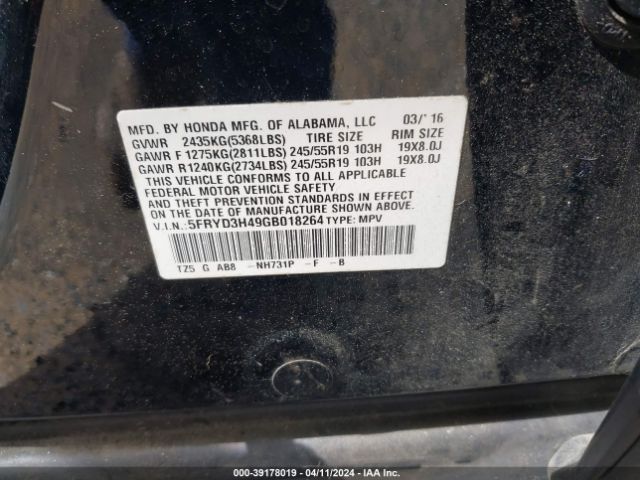 MFD. BY HONDA MFG. OF ALABAMA, LLC 03/'16
GVWR 2435KG(5368LBS) TIRE SIZE RIM SIZE
GAWR F 1275KG(2811LBS) 245/55R19 103H 19X8.0J
GAWR R1240KG(2734LBS) 245/55R19 103H 19X8.0J
THIS VEHICLE CONFORMS TO ALL APPLICABLE
FEDERAL MOTOR VEHICLE SAFETY
AND THEFT PREVENTION STANDARDS IN EFFECT
ON THE DATE OF MANUFACTURE SHOWN ABOVE.
V.I.N.: 5FRYD3H49GB018264 TYPE: MPV
TZ5 G AB8 -NH731P -F -B
© COPYRIGHT #IAA-39178019 - 04/11/2024 - IAA Inc.